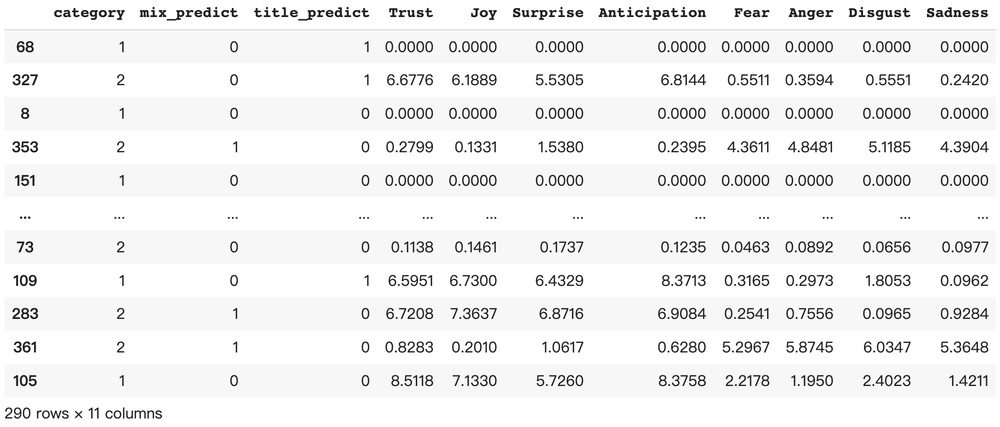 category mix_predict title_predict Trust Joy Surprise Anticipation Fear Anger Disgust Sadness
68 1 0 1 0.0000 0.0000 0.0000 0.0000 0.0000 0.0000 0.0000 0.0000
327 2 0 1 6.6776 6.1889 5.5305 6.8144 0.5511 0.3594 0.5551 0.2420
8 1 0 0 0.0000 0.0000 0.0000 0.0000 0.0000 0.0000 0.0000 0.0000
353 2 1 0 0.2799 0.1331 1.5380 0.2395 4.3611 4.8481 5.1185 4.3904
151 1 0 0 0.0000 0.0000 0.0000 0.0000 0.0000 0.0000 0.0000 0.0000
... ... ... ... ... ... ... ... ... ... ... ...
73 2 0 0 0.1138 0.1461 0.1737 0.1235 0.0463 0.0892 0.0656 0.0977
109 1 0 1 6.5951 6.7300 6.4329 8.3713 0.3165 0.2973 1.8053 0.0962
283 2 1 0 6.7208 7.3637 6.8716 6.9084 0.2541 0.7556 0.0965 0.9284
361 2 1 0 0.8283 0.2010 1.0617 0.6280 5.2967 5.8745 6.0347 5.3648
105 1 0 0 8.5118 7.1330 5.7260 8.3758 2.2178 1.1950 2.4023 1.4211
290 rows × 11 columns